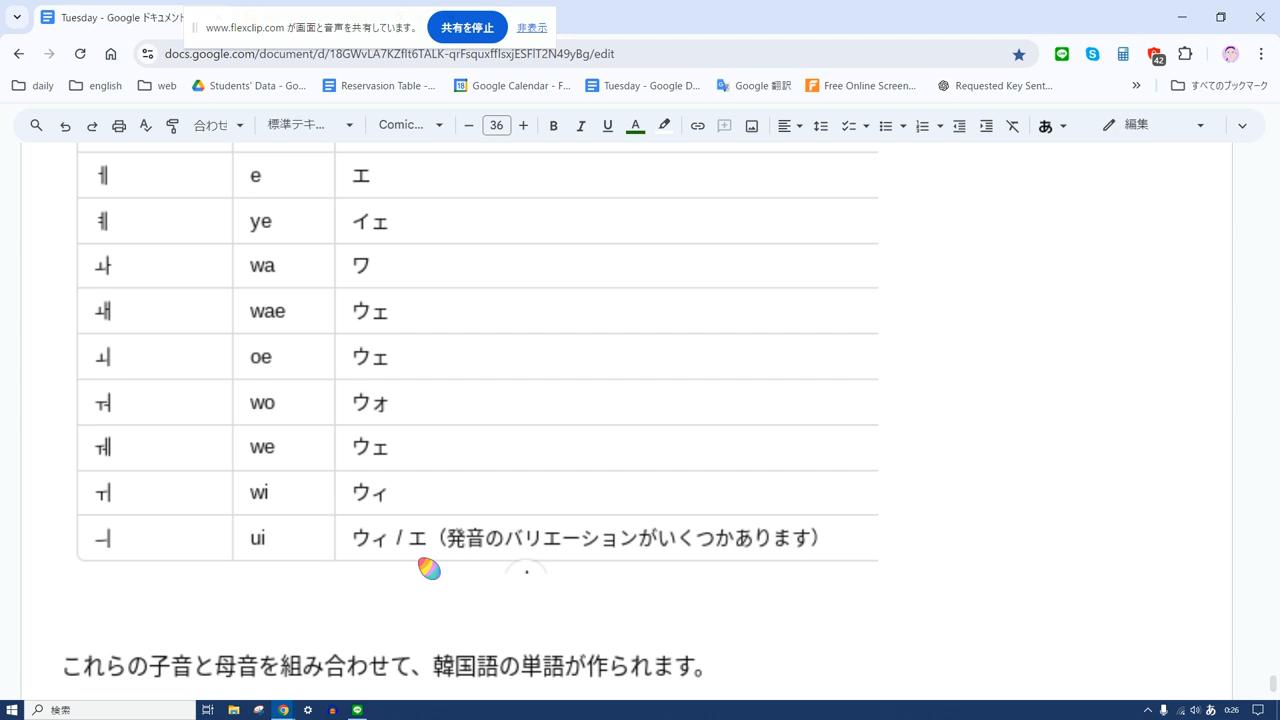 Tuesday - Google ドキュメント
www.flexclip.com が画面と音声を共有しています。 共有を停止 非表示
docs.google.com/document/d/18GWyLA7KZflt6TALK-qrFsquxfflsxjESFlT2N49yBg/edit
42
daily english web Students' Data - Go... Reservasion Table -... Google Calendar - F... Tuesday - Google D... Google 翻訳 Free Online Screen... Requested Key Sent... » すべてのブックマーク
合わせ 標準テキ... Comic... − 36 + B I U A あ 編集
ㅔ e エ
ㅖ ye イェ
ㅘ wa ワ
ㅙ wae ウェ
ㅚ oe ウェ
ㅝ wo ウォ
ㅞ we ウェ
ㅟ wi ウィ
ㅢ ui ウィ / エ（発音のバリエーションがいくつかあります）
これらの子音と母音を組み合わせて、韓国語の単語が作られます。
検索 あ 0:26